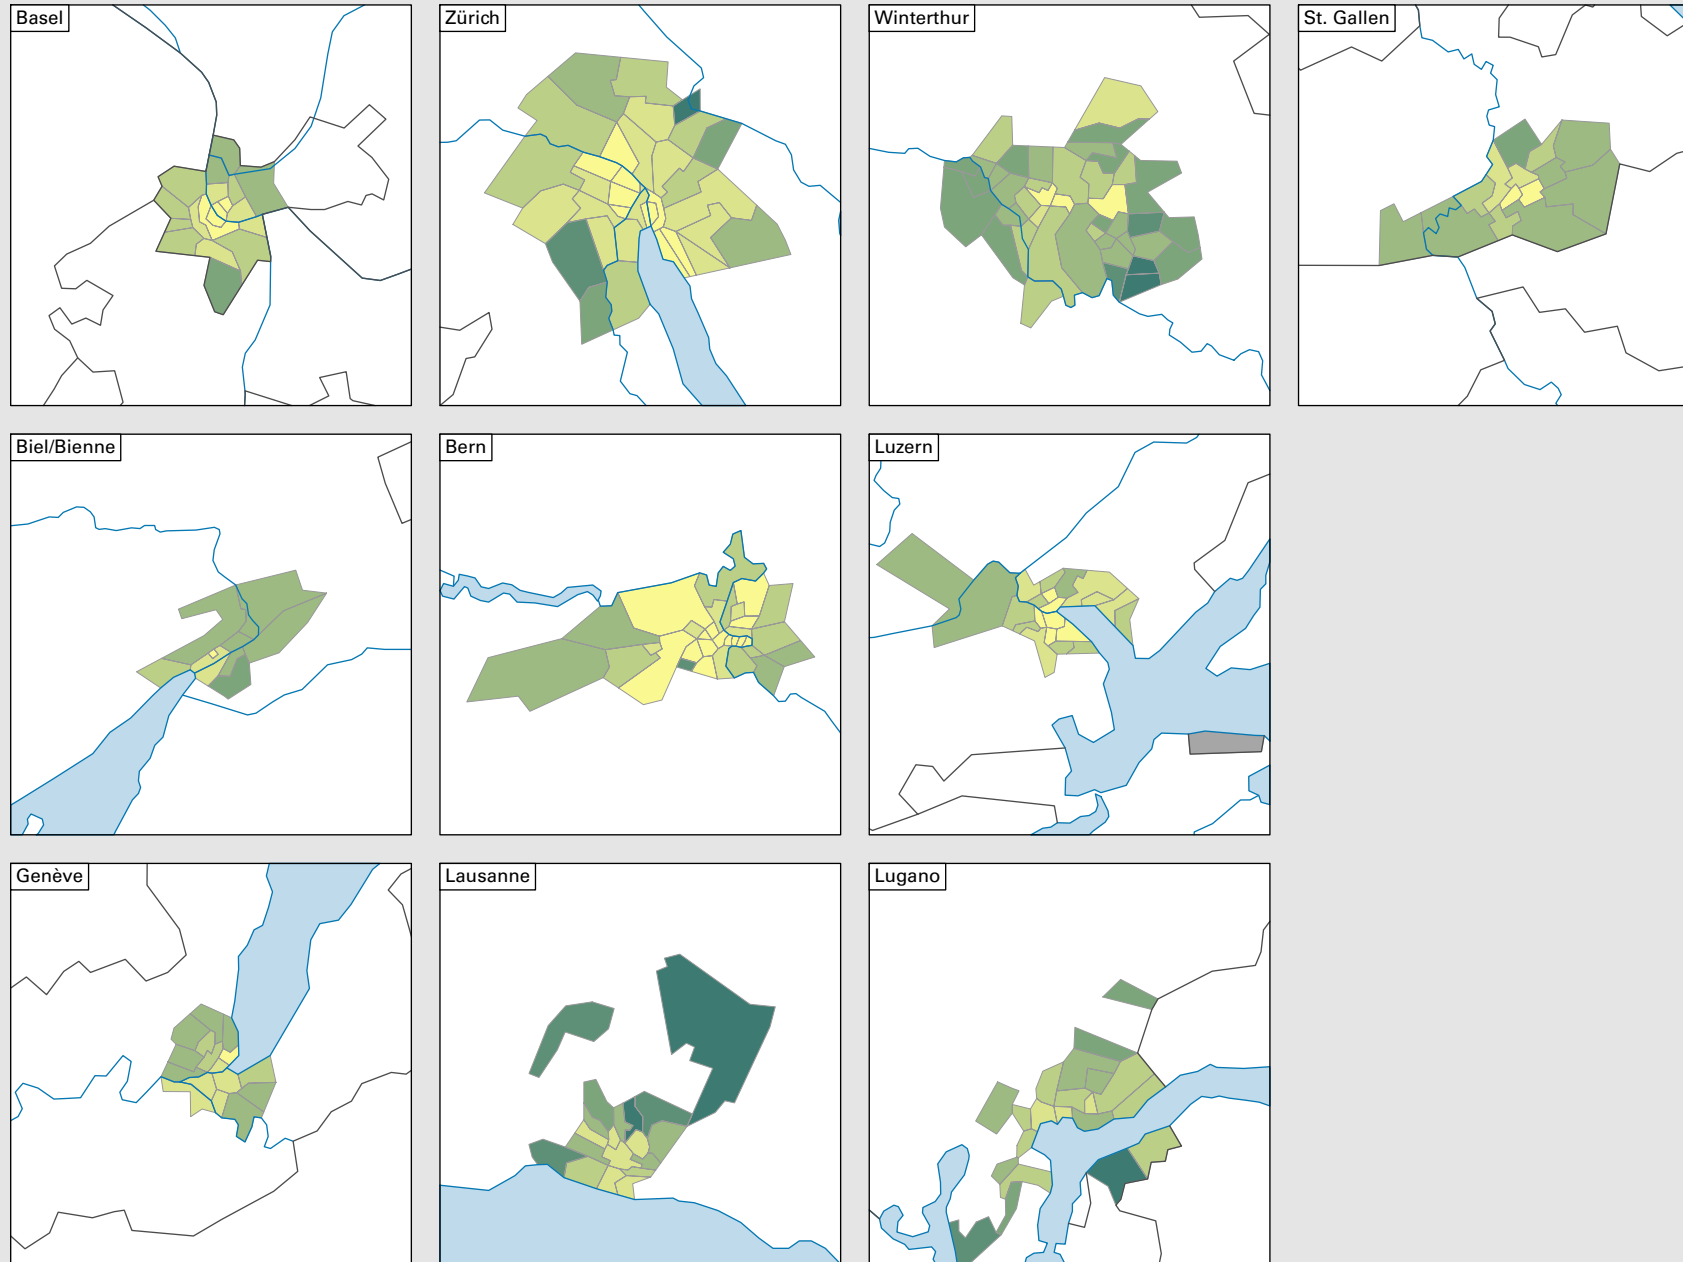 Basel
Zürich
Winterthur
St. Gallen
Biel/Bienne
Bern
Luzern
Genève
Lausanne
Lugano